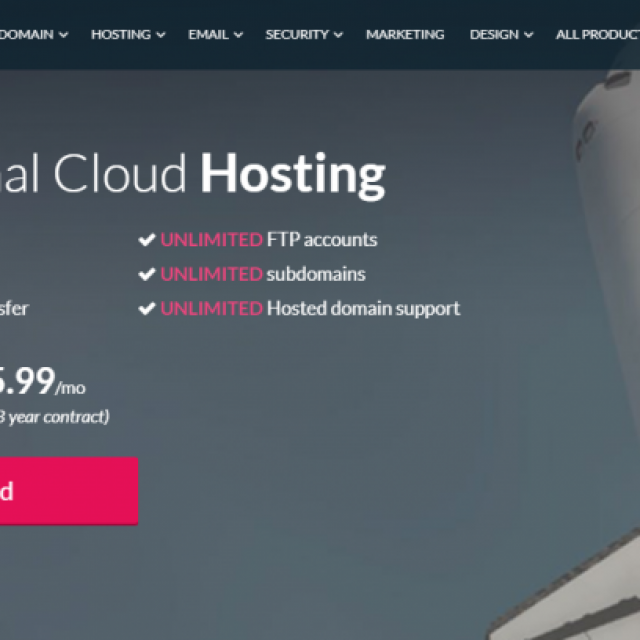 DOMAIN HOSTING EMAIL SECURITY MARKETING DESIGN ALL PRODUCT
al Cloud Hosting
UNLIMITED FTP accounts
UNLIMITED subdomains
sfer
UNLIMITED Hosted domain support
5.99/mo
3 year contract)
d